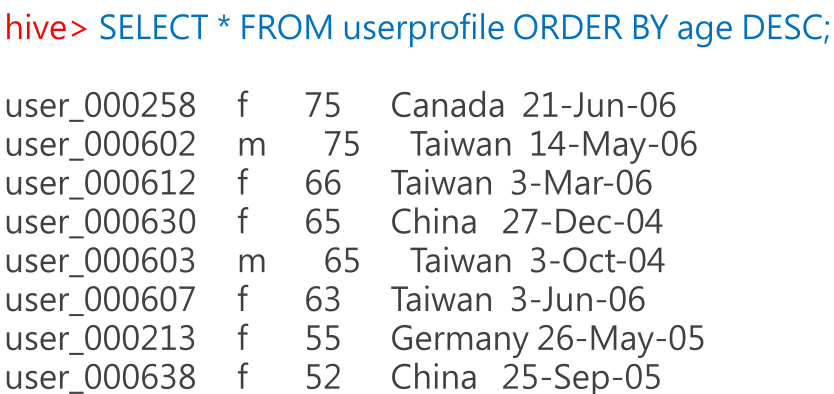 hive> SELECT * FROM userprofile ORDER BY age DESC;
user_000258 f 75 Canada 21-Jun-06
user_000602 m 75 Taiwan 14-May-06
user_000612 f 66 Taiwan 3-Mar-06
user_000630 f 65 China 27-Dec-04
user_000603 m 65 Taiwan 3-Oct-04
user_000607 f 63 Taiwan 3-Jun-06
user_000213 f 55 Germany 26-May-05
user_000638 f 52 China 25-Sep-05